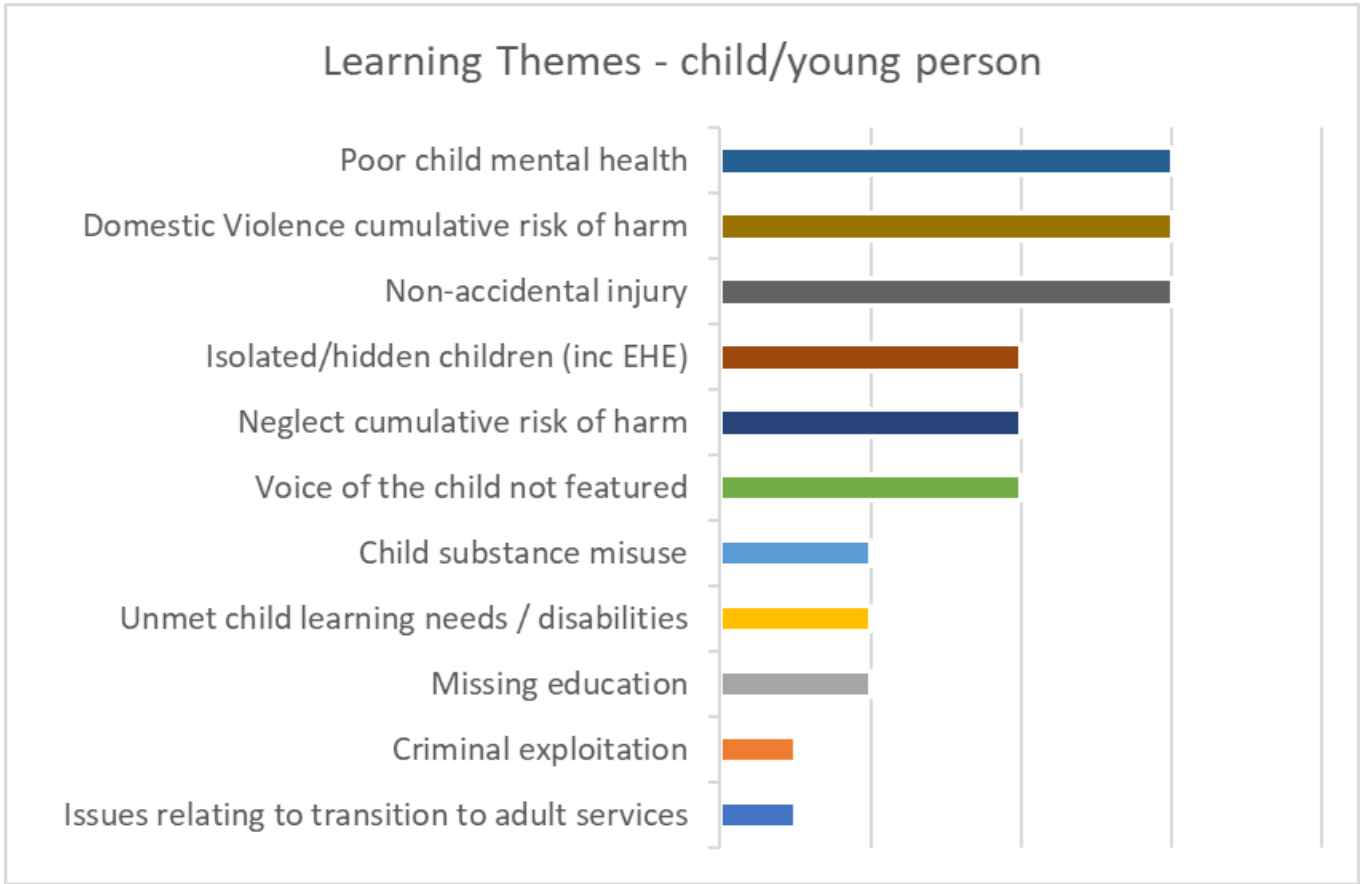 Learning Themes - child/young person
Poor child mental health
Domestic Violence cumulative risk of harm
Non-accidental injury
Isolated/hidden children (inc EHE)
Neglect cumulative risk of harm
Voice of the child not featured
Child substance misuse
Unmet child learning needs / disabilities
Missing education
Criminal exploitation
Issues relating to transition to adult services